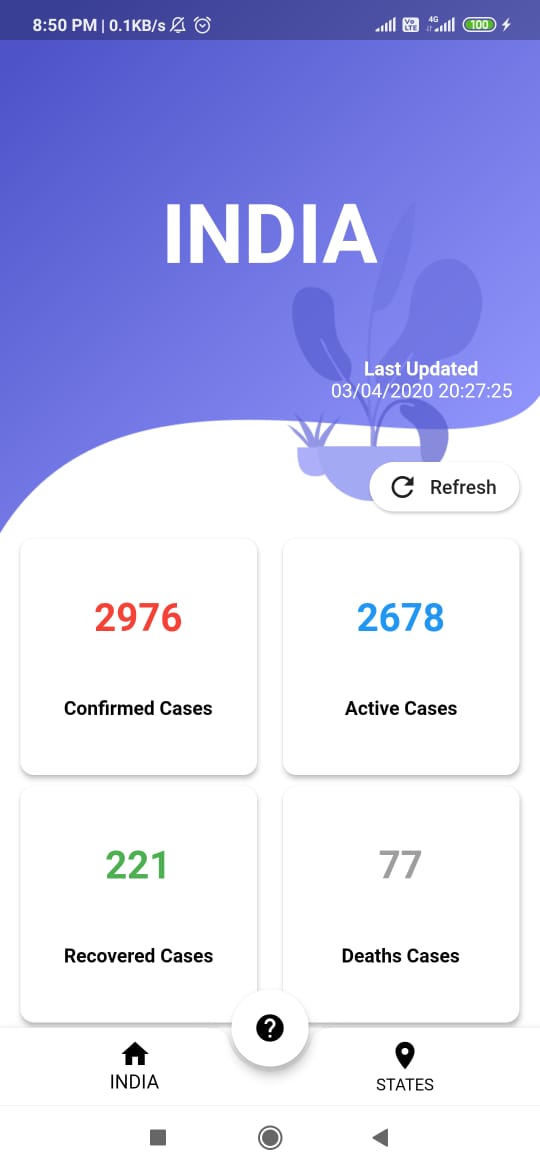 8:50 PM | 0.1KB/s
Vo LTE
4G
100
INDIA
Last Updated
03/04/2020 20:27:25
Refresh
2976
Confirmed Cases
2678
Active Cases
221
Recovered Cases
77
Deaths Cases
?
INDIA
STATES